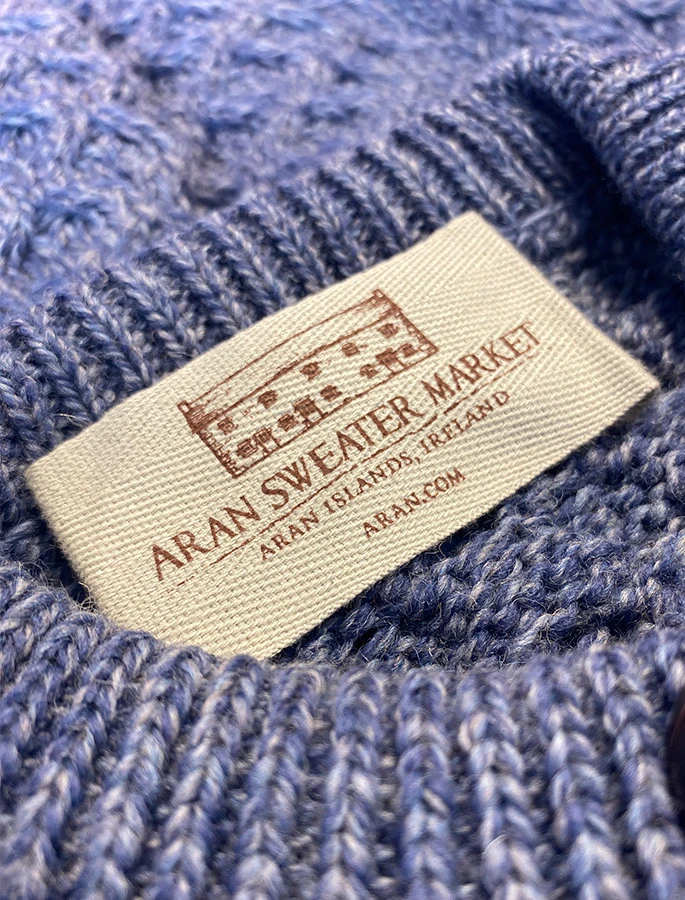 ARAN SWEATER MARKET
ARAN ISLANDS, IRELAND
ARAN.COM